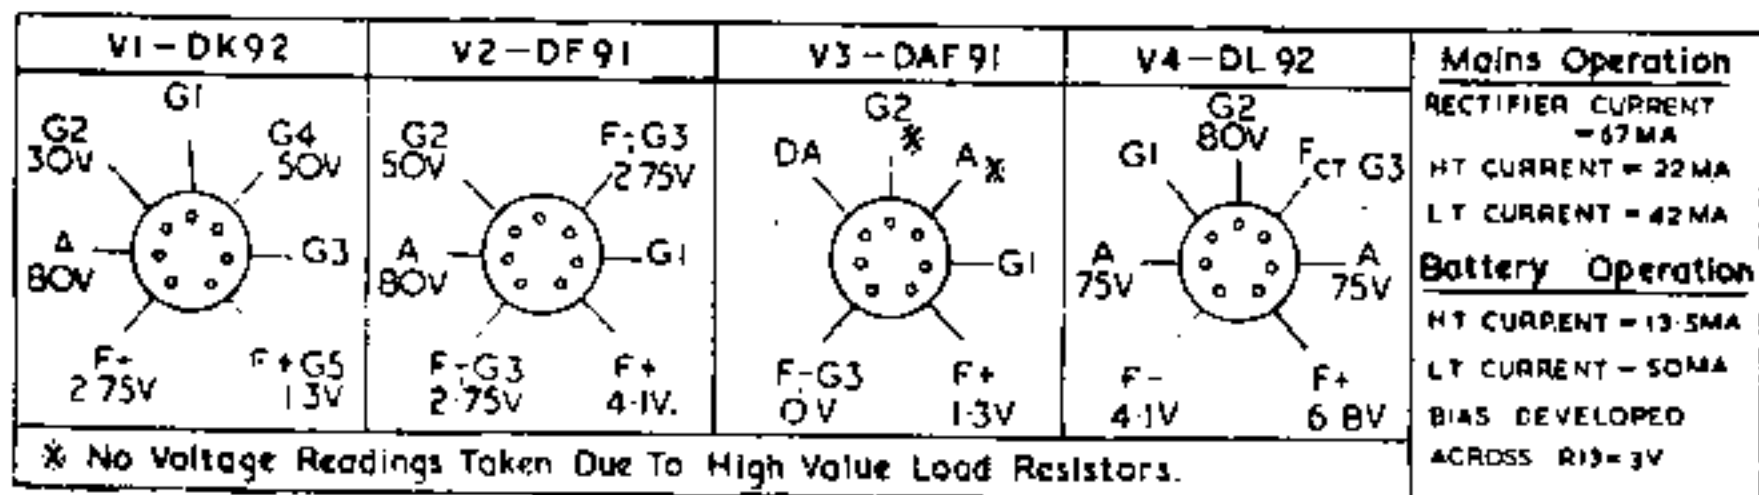 V1-DK92
G1
G2
30V
G4
50V
A
80V
G3
F+
2.75V
F+G5
1.3V
V2-DF91
G2
50V
F-G3
2.75V
A
80V
G1
F-G3
2.75V
F+
4.1V.
V3-DAF91
G2
*
DA
A*
G1
F-G3
0V
F+
1.3V
V4-DL92
G2
80V
G1
FCT G3
A
75V
A
75V
F-
4.1V
F+
6.8V
Mains Operation
RECTIFIER CURRENT
=67MA
HT CURRENT = 22MA
LT CURRENT = 42MA
Battery Operation
HT CURRENT = 13.5MA
LT CURRENT - 50MA
BIAS DEVELOPED
ACROSS R13=3V
* No Voltage Readings Taken Due To High Value Load Resistors.